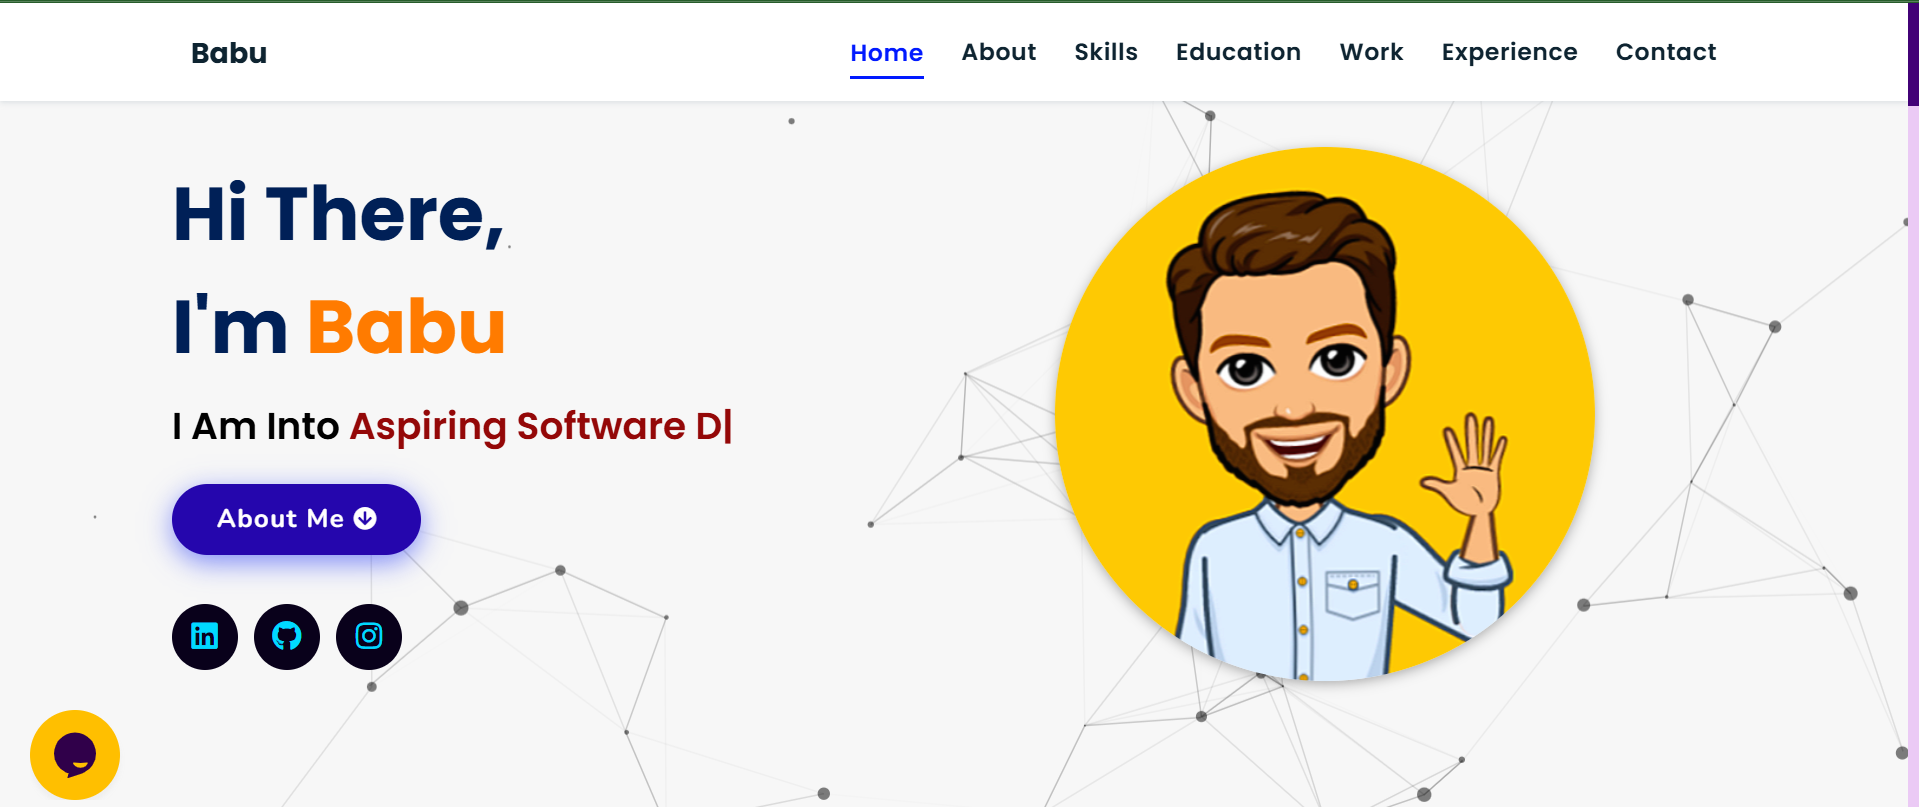 Babu
Home About Skills Education Work Experience Contact
Hi There,
I'm Babu
I Am Into Aspiring Software D|
About Me